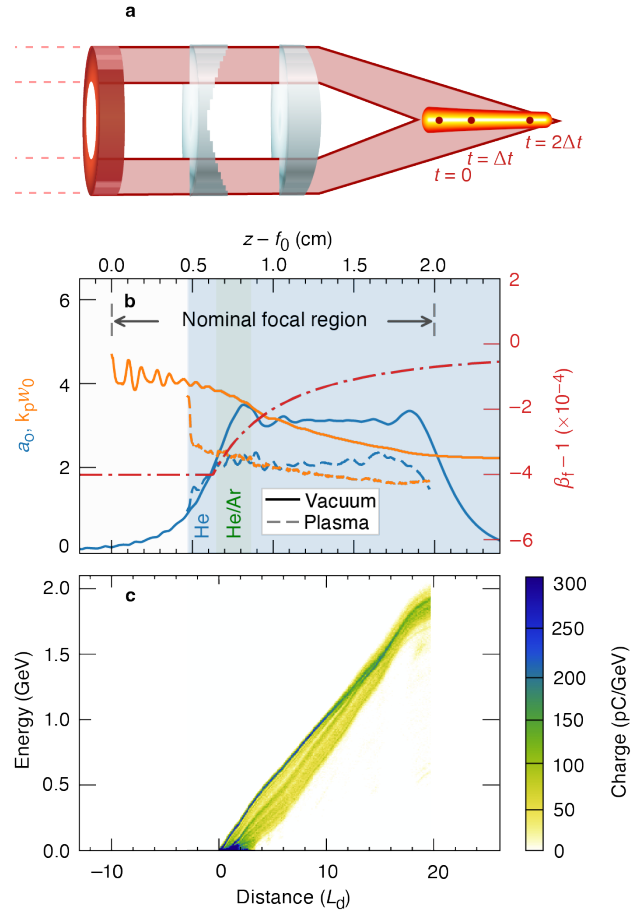 a
t = 0
t = Δt
t = 2Δt
z − f0 (cm)
0.0 0.5 1.0 1.5 2.0
b
Nominal focal region
ao, kpw0
6
4
2
0
He
He/Ar
Vacuum
Plasma
2
0
−2
−4
−6
βf − 1 (×10−4)
c
Energy (GeV)
2.0
1.5
1.0
0.5
0.0
−10 0 10 20
Distance (Ld)
300
250
200
150
100
50
0
Charge (pC/GeV)